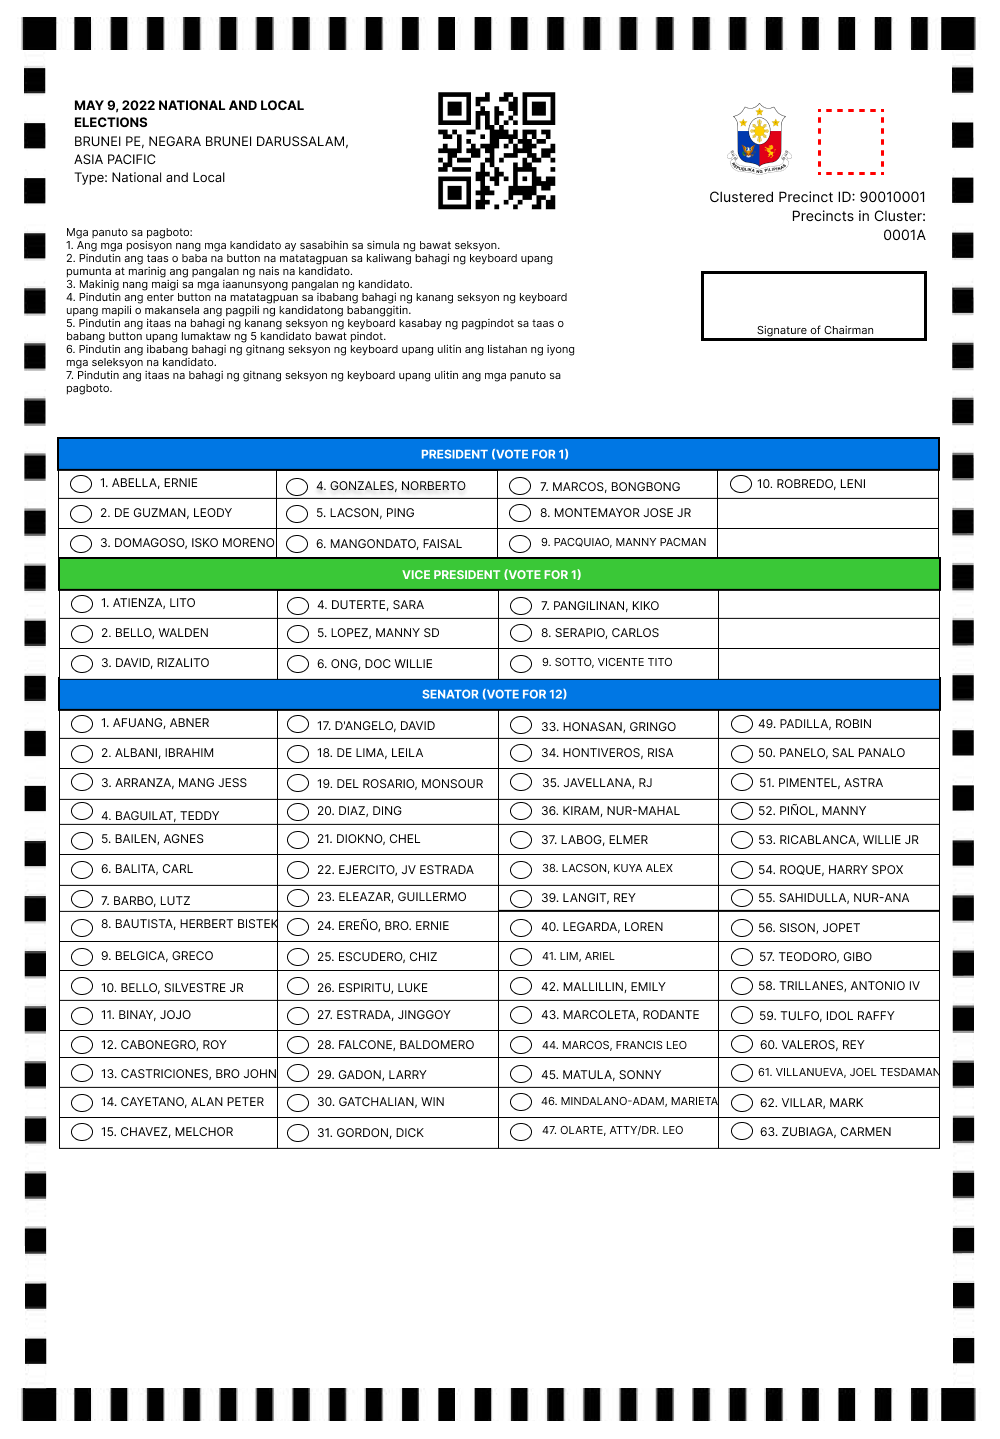 MAY 9, 2022 NATIONAL AND LOCAL
ELECTIONS
BRUNEI PE, NEGARA BRUNEI DARUSSALAM,
ASIA PACIFIC
Type: National and Local
REPUBLIKA NG PILIPINAS
Clustered Precinct ID: 90010001
Precincts in Cluster:
0001A
Signature of Chairman
Mga panuto sa pagboto:
1. Ang mga posisyon nang mga kandidato ay sasabihin sa simula ng bawat seksyon.
2. Pindutin ang taas o baba na button na matatagpuan sa kaliwang bahagi ng keyboard upang
pumunta at marinig ang pangalan ng nais na kandidato.
3. Makinig nang maigi sa mga iaanunsyong pangalan ng kandidato.
4. Pindutin ang enter button na matatagpuan sa ibabang bahagi ng kanang seksyon ng keyboard
upang mapili o makansela ang pagpili ng kandidatong babanggitin.
5. Pindutin ang itaas na bahagi ng kanang seksyon ng keyboard kasabay ng pagpindot sa taas o
babang button upang lumaktaw ng 5 kandidato bawat pindot.
6. Pindutin ang ibabang bahagi ng gitnang seksyon ng keyboard upang ulitin ang listahan ng iyong
mga seleksyon na kandidato.
7. Pindutin ang itaas na bahagi ng gitnang seksyon ng keyboard upang ulitin ang mga panuto sa
pagboto.
PRESIDENT (VOTE FOR 1)
1. ABELLA, ERNIE
2. DE GUZMAN, LEODY
3. DOMAGOSO, ISKO MORENO
4. GONZALES, NORBERTO
5. LACSON, PING
6. MANGONDATO, FAISAL
7. MARCOS, BONGBONG
8. MONTEMAYOR JOSE JR
9. PACQUIAO, MANNY PACMAN
10. ROBREDO, LENI
VICE PRESIDENT (VOTE FOR 1)
1. ATIENZA, LITO
2. BELLO, WALDEN
3. DAVID, RIZALITO
4. DUTERTE, SARA
5. LOPEZ, MANNY SD
6. ONG, DOC WILLIE
7. PANGILINAN, KIKO
8. SERAPIO, CARLOS
9. SOTTO, VICENTE TITO
SENATOR (VOTE FOR 12)
1. AFUANG, ABNER
2. ALBANI, IBRAHIM
3. ARRANZA, MANG JESS
4. BAGUILAT, TEDDY
5. BAILEN, AGNES
6. BALITA, CARL
7. BARBO, LUTZ
8. BAUTISTA, HERBERT BISTEK
9. BELGICA, GRECO
10. BELLO, SILVESTRE JR
11. BINAY, JOJO
12. CABONEGRO, ROY
13. CASTRICIONES, BRO JOHN
14. CAYETANO, ALAN PETER
15. CHAVEZ, MELCHOR
17. D'ANGELO, DAVID
18. DE LIMA, LEILA
19. DEL ROSARIO, MONSOUR
20. DIAZ, DING
21. DIOKNO, CHEL
22. EJERCITO, JV ESTRADA
23. ELEAZAR, GUILLERMO
24. EREÑO, BRO. ERNIE
25. ESCUDERO, CHIZ
26. ESPIRITU, LUKE
27. ESTRADA, JINGGOY
28. FALCONE, BALDOMERO
29. GADON, LARRY
30. GATCHALIAN, WIN
31. GORDON, DICK
33. HONASAN, GRINGO
34. HONTIVEROS, RISA
35. JAVELLANA, RJ
36. KIRAM, NUR-MAHAL
37. LABOG, ELMER
38. LACSON, KUYA ALEX
39. LANGIT, REY
40. LEGARDA, LOREN
41. LIM, ARIEL
42. MALLILLIN, EMILY
43. MARCOLETA, RODANTE
44. MARCOS, FRANCIS LEO
45. MATULA, SONNY
46. MINDALANO-ADAM, MARIETA
47. OLARTE, ATTY/DR. LEO
49. PADILLA, ROBIN
50. PANELO, SAL PANALO
51. PIMENTEL, ASTRA
52. PIÑOL, MANNY
53. RICABLANCA, WILLIE JR
54. ROQUE, HARRY SPOX
55. SAHIDULLA, NUR-ANA
56. SISON, JOPET
57. TEODORO, GIBO
58. TRILLANES, ANTONIO IV
59. TULFO, IDOL RAFFY
60. VALEROS, REY
61. VILLANUEVA, JOEL TESDAMAN
62. VILLAR, MARK
63. ZUBIAGA, CARMEN